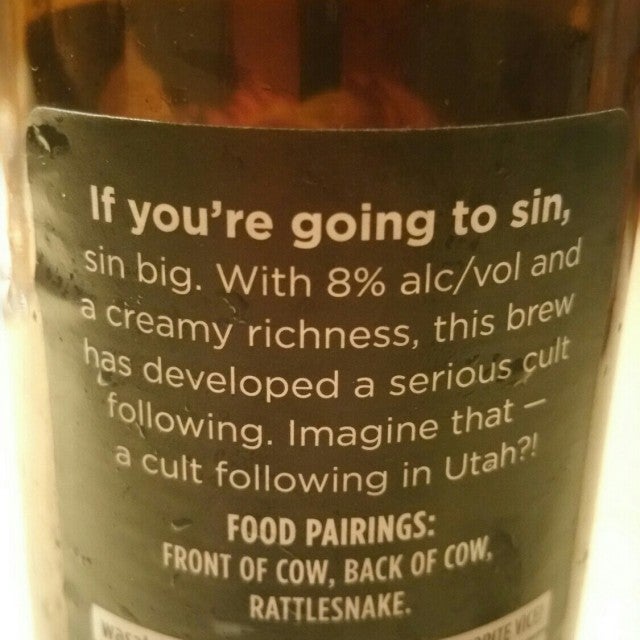 If you're going to sin,
sin big. With 8% alc/vol and
a creamy richness, this brew
has developed a serious cult
following. Imagine that —
a cult following in Utah?!
FOOD PAIRINGS:
FRONT OF COW, BACK OF COW,
RATTLESNAKE.